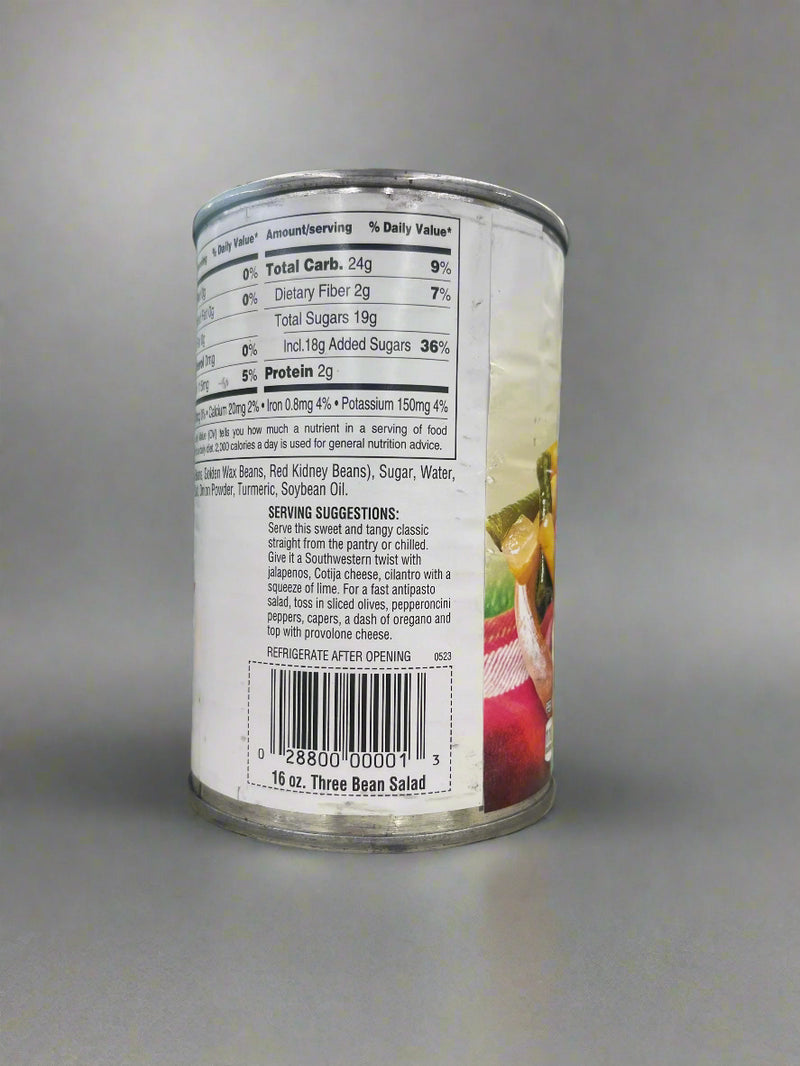 % Daily Value* Amount/serving % Daily Value*
0% Total Carb. 24g 9%
0% Dietary Fiber 2g 7%
Total Sugars 19g
0% Incl.18g Added Sugars 36%
5% Protein 2g
• Calcium 20mg 2% • Iron 0.8mg 4% • Potassium 150mg 4%
(DV) tells you how much a nutrient in a serving of food
diet. 2,000 calories a day is used for general nutrition advice.
Golden Wax Beans, Red Kidney Beans), Sugar, Water,
Onion Powder, Turmeric, Soybean Oil.
SERVING SUGGESTIONS:
Serve this sweet and tangy classic
straight from the pantry or chilled.
Give it a Southwestern twist with
jalapenos, Cotija cheese, cilantro with a
squeeze of lime. For a fast antipasto
salad, toss in sliced olives, pepperoncini
peppers, capers, a dash of oregano and
top with provolone cheese.
REFRIGERATE AFTER OPENING 0523
0 28800 00001 3
16 oz. Three Bean Salad